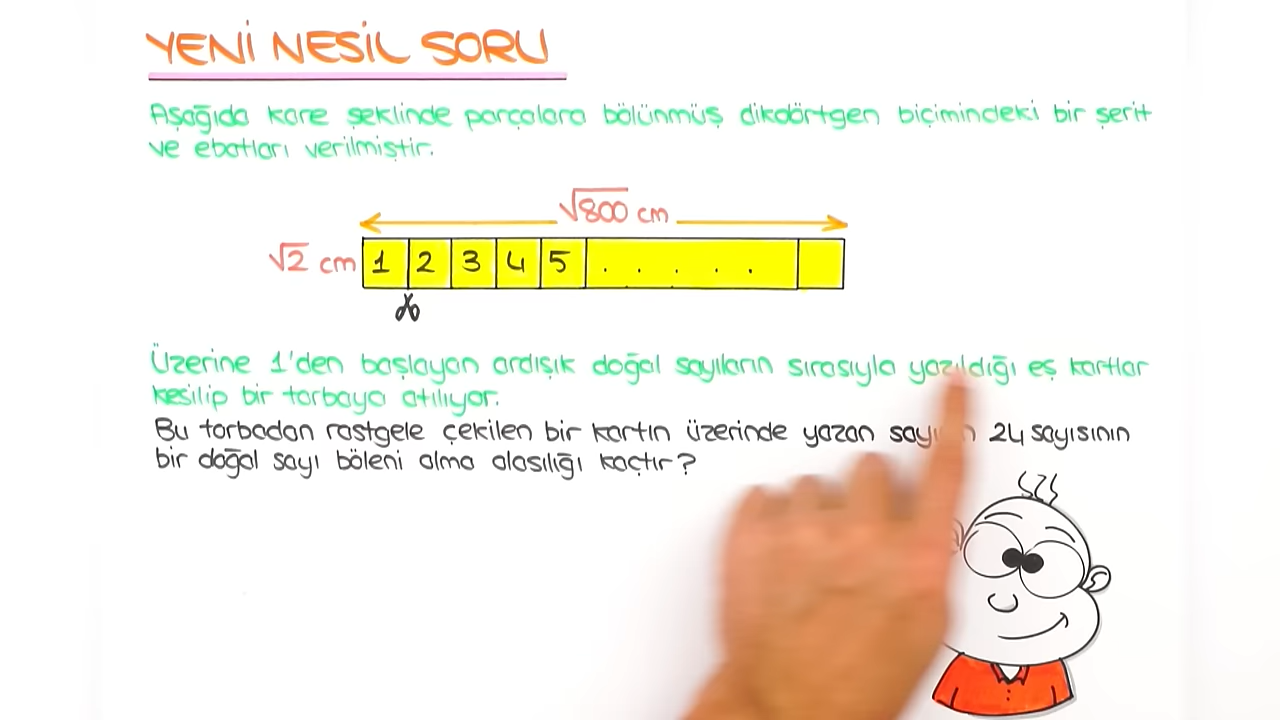 YENİ NESİL SORU
Aşağıda kare şeklinde parçalara bölünmüş dikdörtgen biçimindeki bir şerit
ve ebatları verilmiştir.
√800 cm
√2 cm 1 2 3 4 5 . . . . .
Üzerine 1'den başlayan ardışık doğal sayıların sırasıyla yazıldığı eş kartlar
kesilip bir torbaya atılıyor.
Bu torbadan rastgele çekilen bir kartın üzerinde yazan 24 sayısının
bir doğal sayı böleni olma olasılığı kaçtır?